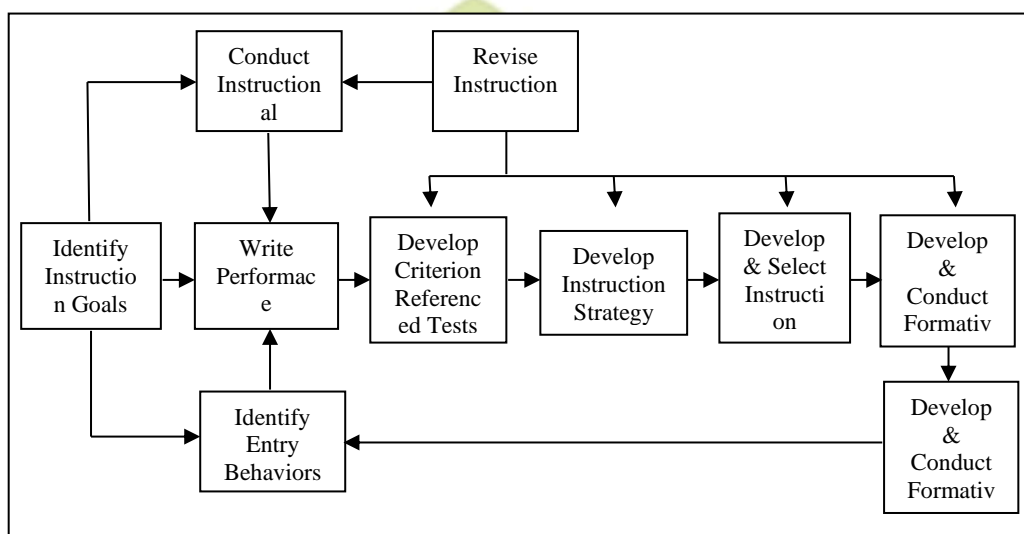 Conduct
Instruction
al
Revise
Instruction
Identify
Instructio
n Goals
Write
Performac
e
Develop
Criterion
Referenc
ed Tests
Develop
Instruction
Strategy
Develop
& Select
Instructi
on
Develop
&
Conduct
Formativ
Identify
Entry
Behaviors
Develop
&
Conduct
Formativ